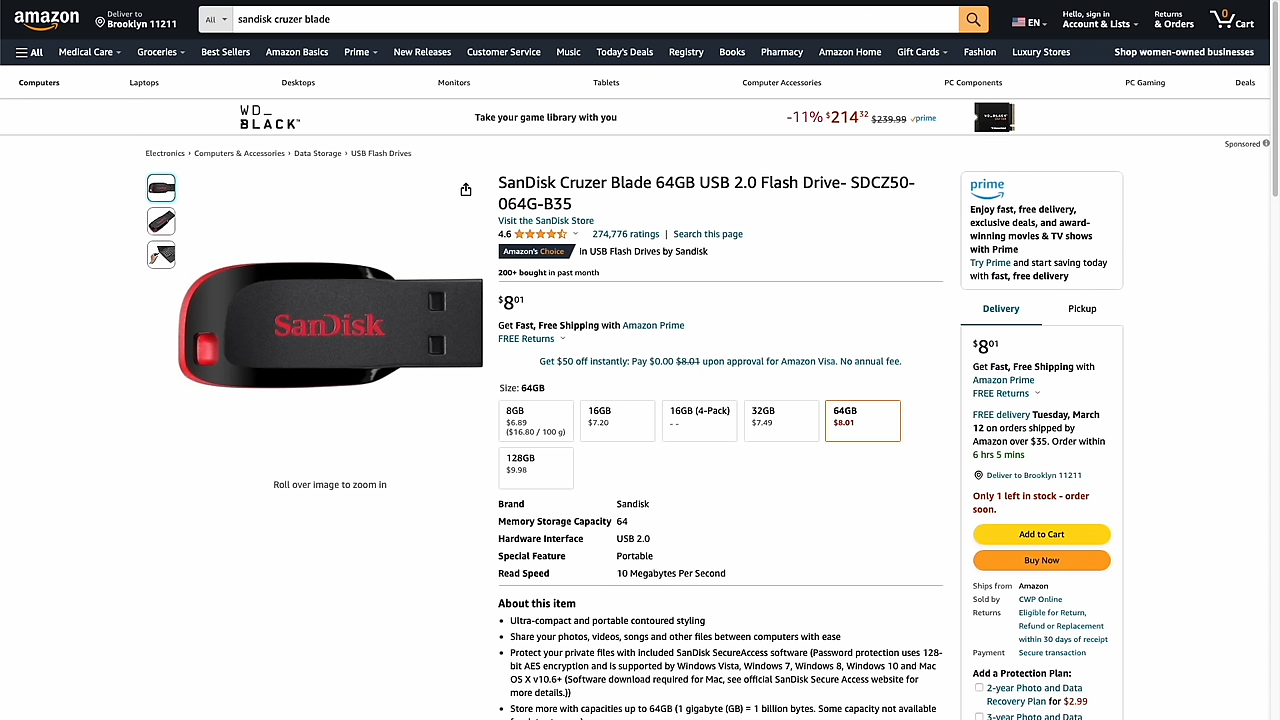 amazon
Deliver to
Brooklyn 11211
All
sandisk cruzer blade
EN
Hello, sign in
Account & Lists
Returns
& Orders
0
Cart
All
Medical Care
Groceries
Best Sellers
Amazon Basics
Prime
New Releases
Customer Service
Music
Today's Deals
Registry
Books
Pharmacy
Amazon Home
Gift Cards
Fashion
Luxury Stores
Shop women-owned businesses
Computers
Laptops
Desktops
Monitors
Tablets
Computer Accessories
PC Components
PC Gaming
Deals
WD_
BLACK™
Take your game library with you
-11% $214 32 $239.99 prime
Sponsored
Electronics › Computers & Accessories › Data Storage › USB Flash Drives
SanDisk
Roll over image to zoom in
SanDisk Cruzer Blade 64GB USB 2.0 Flash Drive- SDCZ50-
064G-B35
Visit the SanDisk Store
4.6
274,776 ratings | Search this page
Amazon's Choice in USB Flash Drives by Sandisk
200+ bought in past month
$8 01
Get Fast, Free Shipping with Amazon Prime
FREE Returns
Get $50 off instantly: Pay $0.00 $8.01 upon approval for Amazon Visa. No annual fee.
Size: 64GB
8GB
$6.89
($16.80 / 100 g)
16GB
$7.20
16GB (4-Pack)
- -
32GB
$7.49
64GB
$8.01
128GB
$9.98
Brand Sandisk
Memory Storage Capacity 64
Hardware Interface USB 2.0
Special Feature Portable
Read Speed 10 Megabytes Per Second
About this item
• Ultra-compact and portable contoured styling
• Share your photos, videos, songs and other files between computers with ease
• Protect your private files with included SanDisk SecureAccess software (Password protection uses 128-
bit AES encryption and is supported by Windows Vista, Windows 7, Windows 8, Windows 10 and Mac
OS X v10.6+ (Software download required for Mac, see official SanDisk Secure Access website for
more details.))
• Store more with capacities up to 64GB (1 gigabyte (GB) = 1 billion bytes. Some capacity not available
prime
Enjoy fast, free delivery,
exclusive deals, and award-
winning movies & TV shows
with Prime
Try Prime and start saving today
with fast, free delivery
Delivery
Pickup
$8 01
Get Fast, Free Shipping with
Amazon Prime
FREE Returns
FREE delivery Tuesday, March
12 on orders shipped by
Amazon over $35. Order within
6 hrs 5 mins
Deliver to Brooklyn 11211
Only 1 left in stock - order
soon.
Add to Cart
Buy Now
Ships from Amazon
Sold by CWP Online
Returns Eligible for Return,
Refund or Replacement
within 30 days of receipt
Payment Secure transaction
Add a Protection Plan:
2-year Photo and Data
Recovery Plan for $2.99
3-year Photo and Data